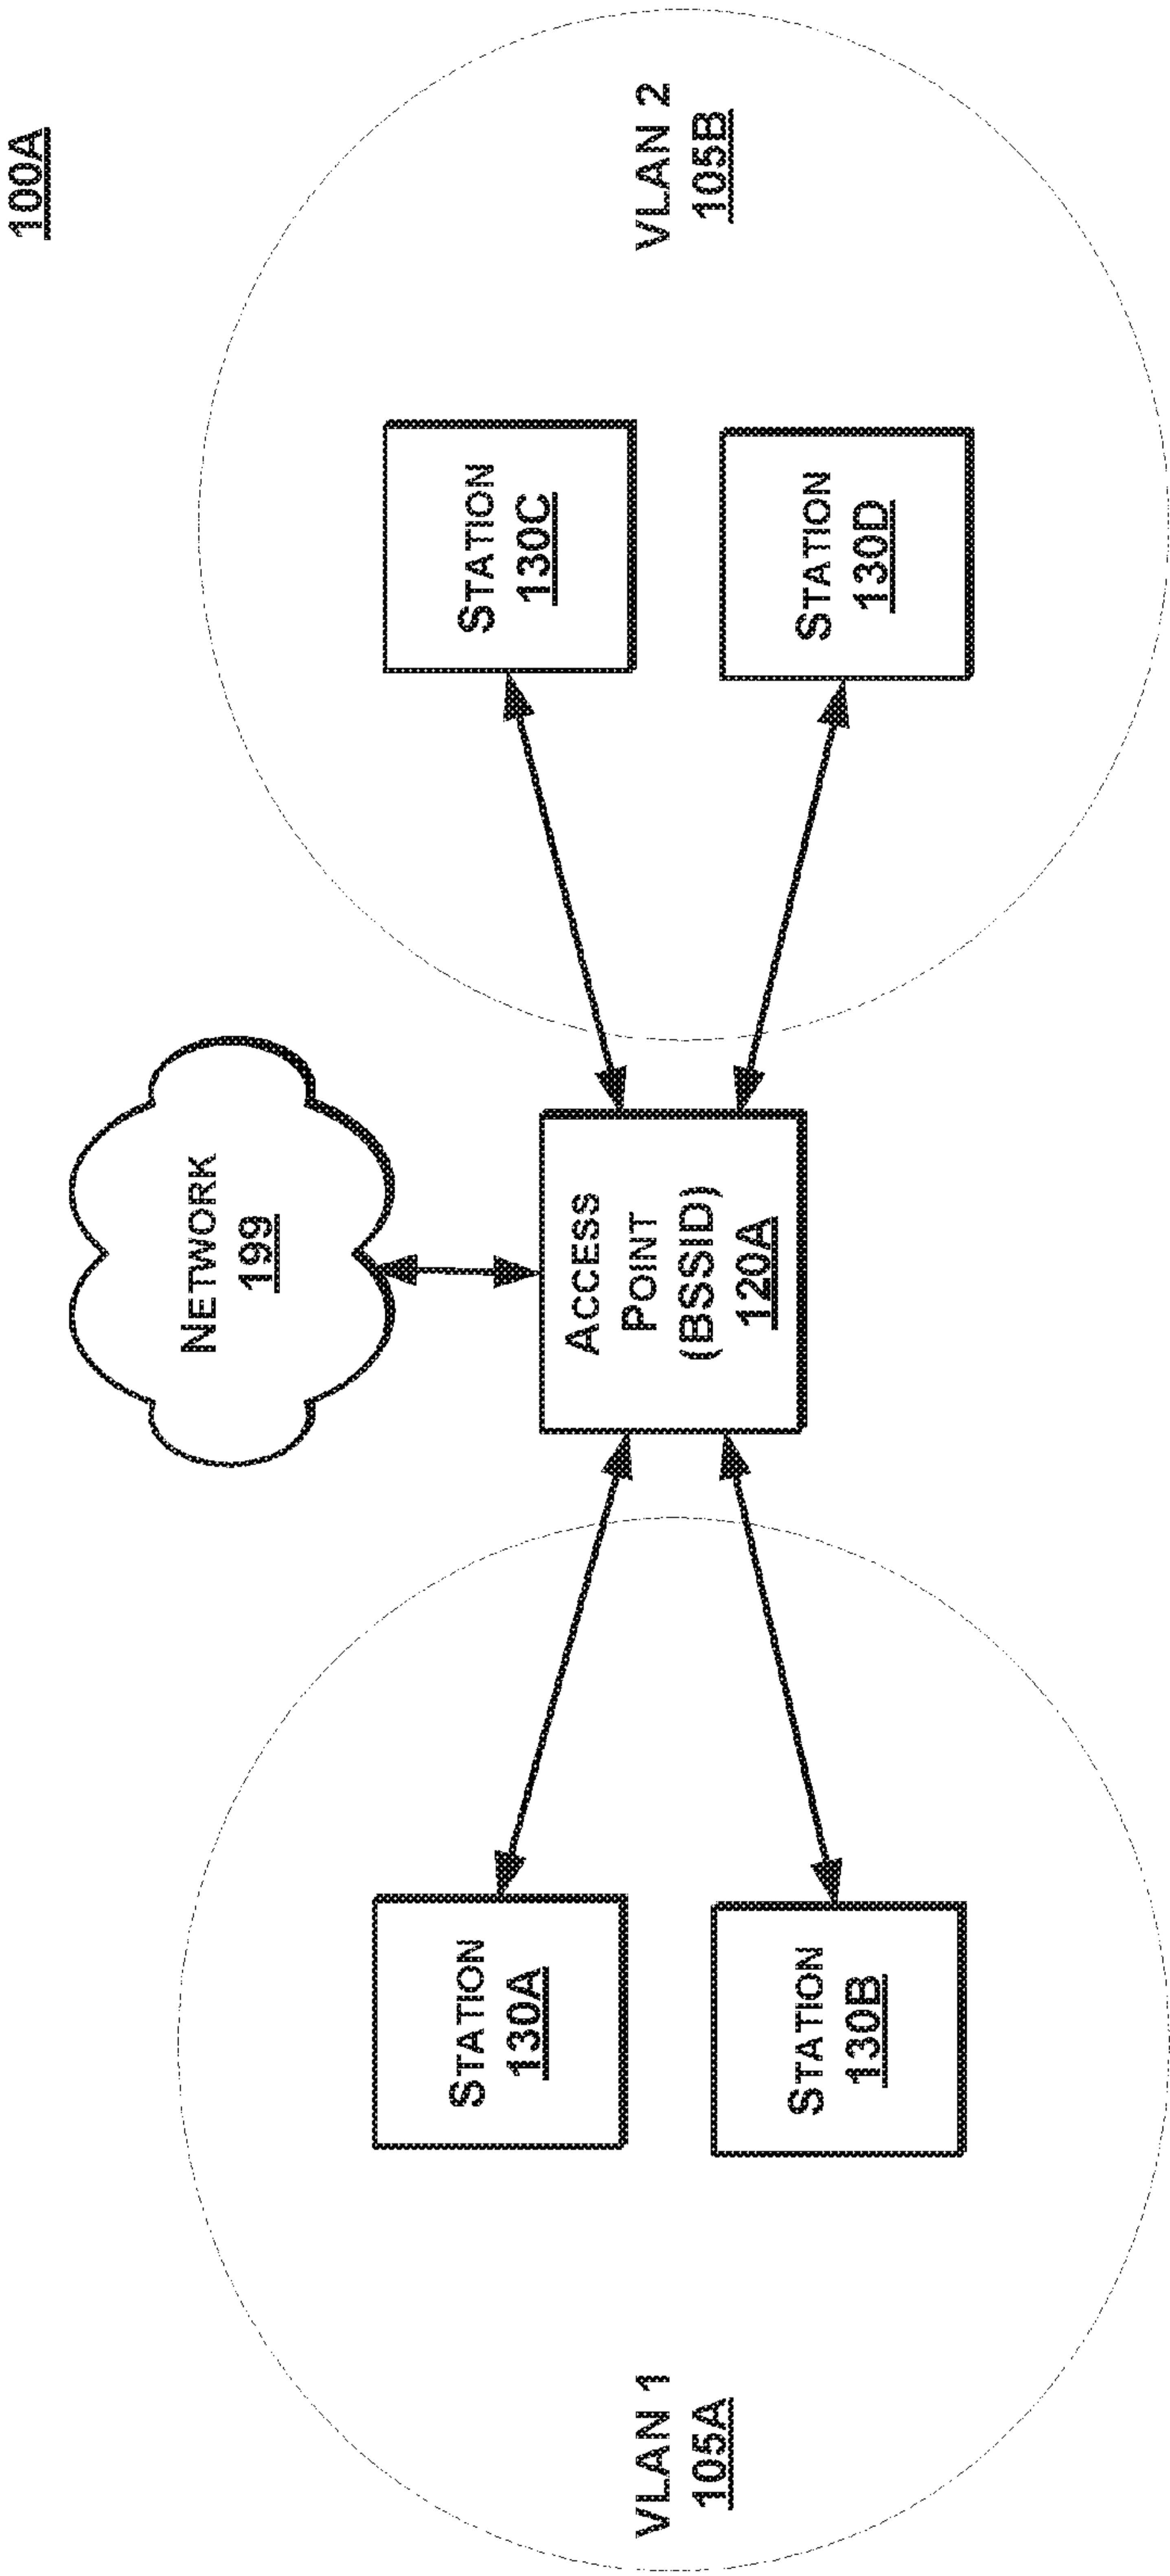 100A
NETWORK
199
VLAN 1
105A
STATION
130A
STATION
130B
ACCESS
POINT
(BSSID)
120A
STATION
130C
STATION
130D
VLAN 2
105B